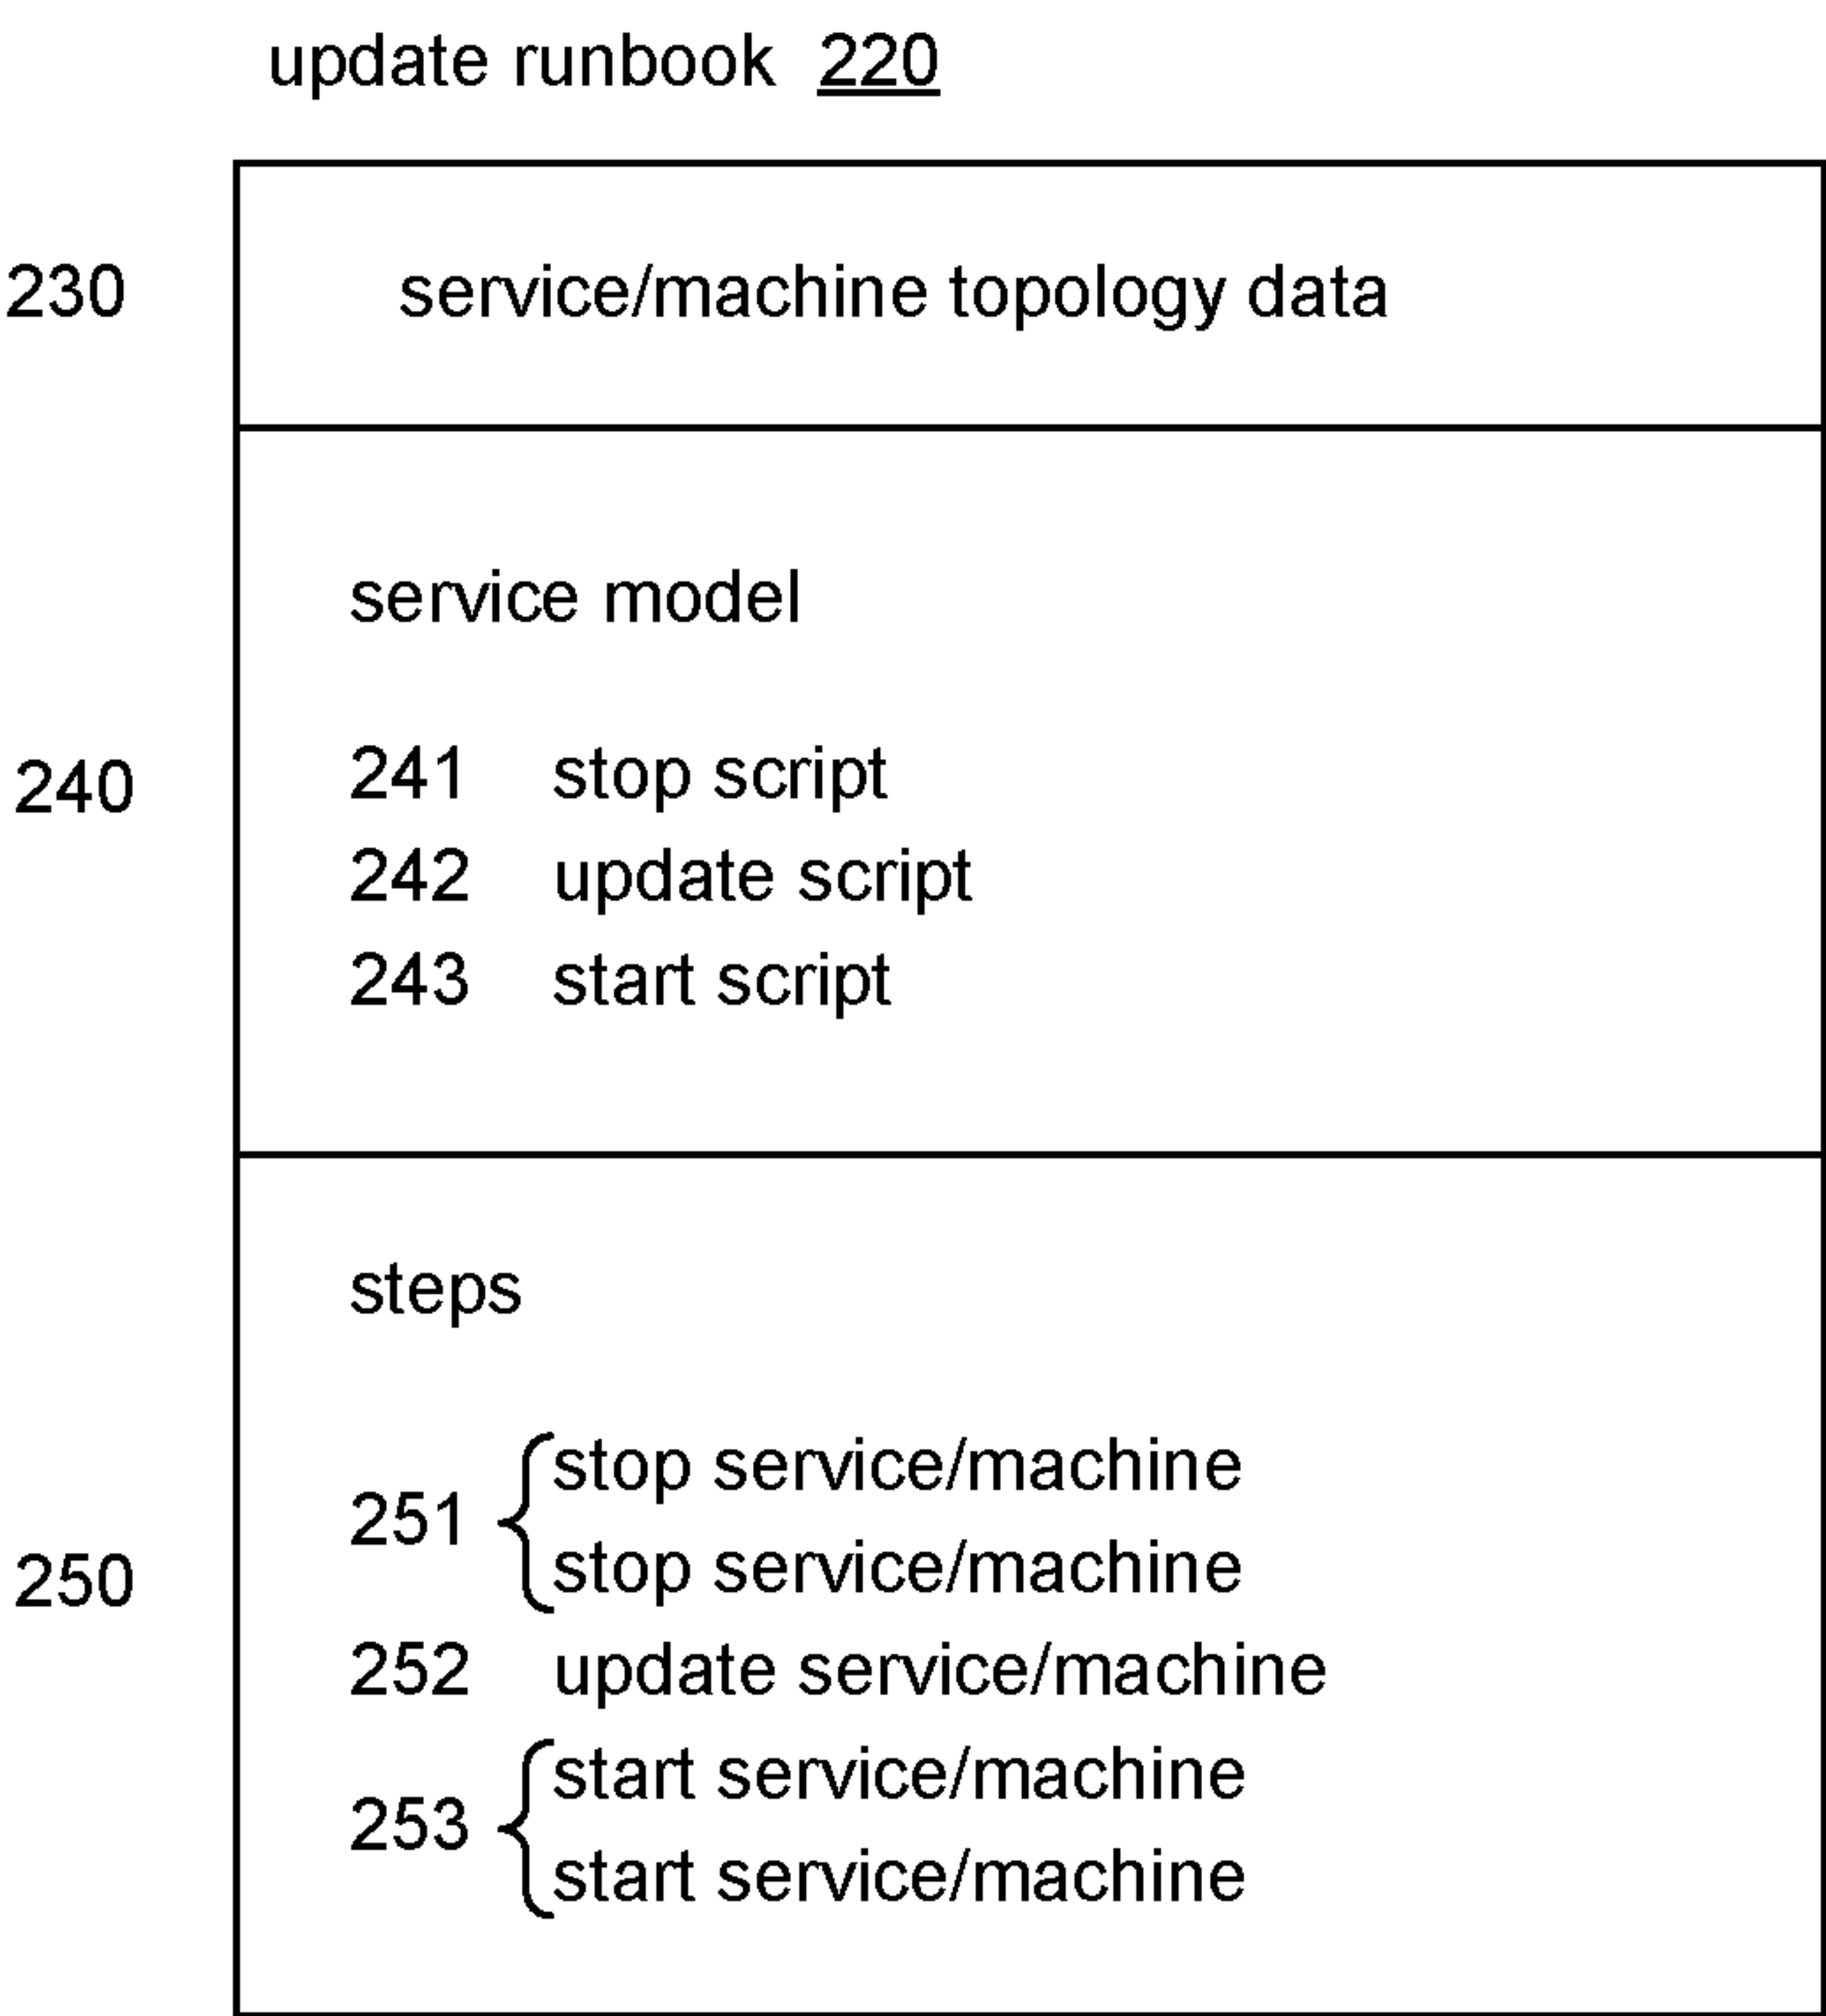 update runbook 220
230 service/machine topology data
service model
240
241 stop script
242 update script
243 start script
steps
250
251 stop service/machine
stop service/machine
252 update service/machine
253 start service/machine
start service/machine